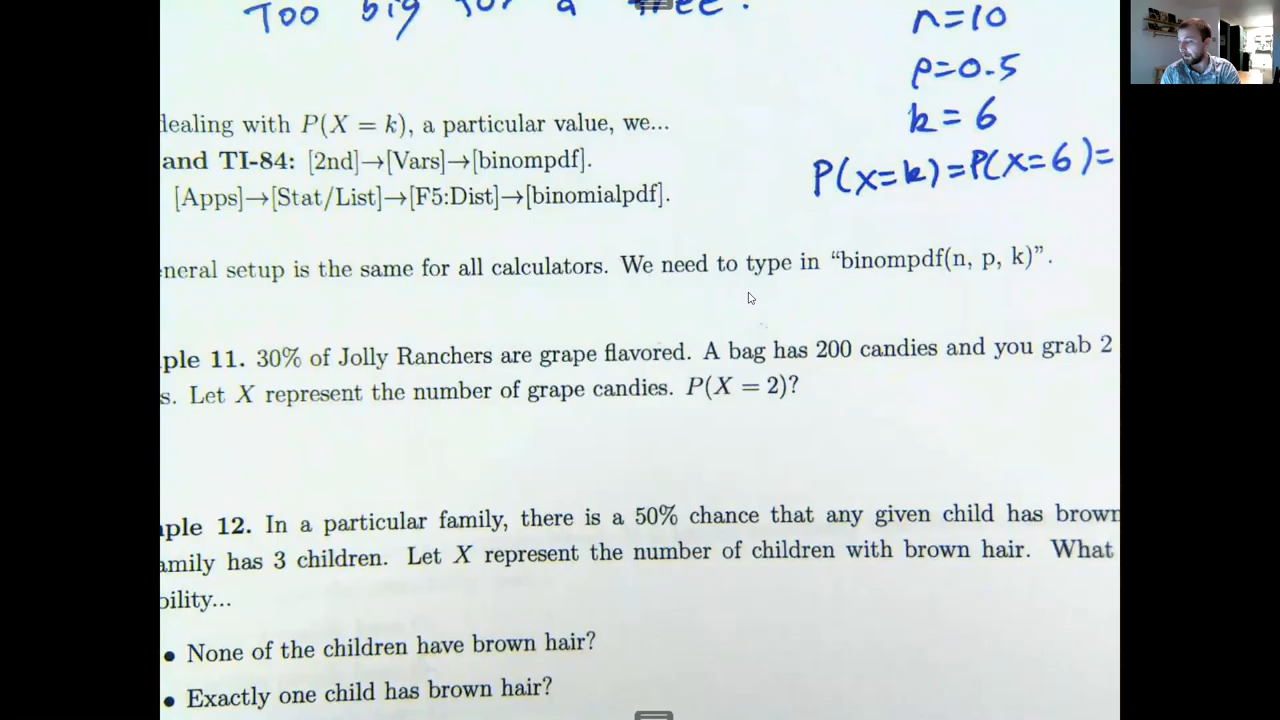 Too big for a tree.
n=10
p=0.5
k=6
dealing with P(X = k), a particular value, we...
P(x=k)=P(x=6)=
and TI-84: [2nd]→[Vars]→[binompdf].
[Apps]→[Stat/List]→[F5:Dist]→[binomialpdf].
eneral setup is the same for all calculators. We need to type in “binompdf(n, p, k)”.
ple 11. 30% of Jolly Ranchers are grape flavored. A bag has 200 candies and you grab 2
s. Let X represent the number of grape candies. P(X = 2)?
ple 12. In a particular family, there is a 50% chance that any given child has brown
amily has 3 children. Let X represent the number of children with brown hair. What
bility...
• None of the children have brown hair?
• Exactly one child has brown hair?